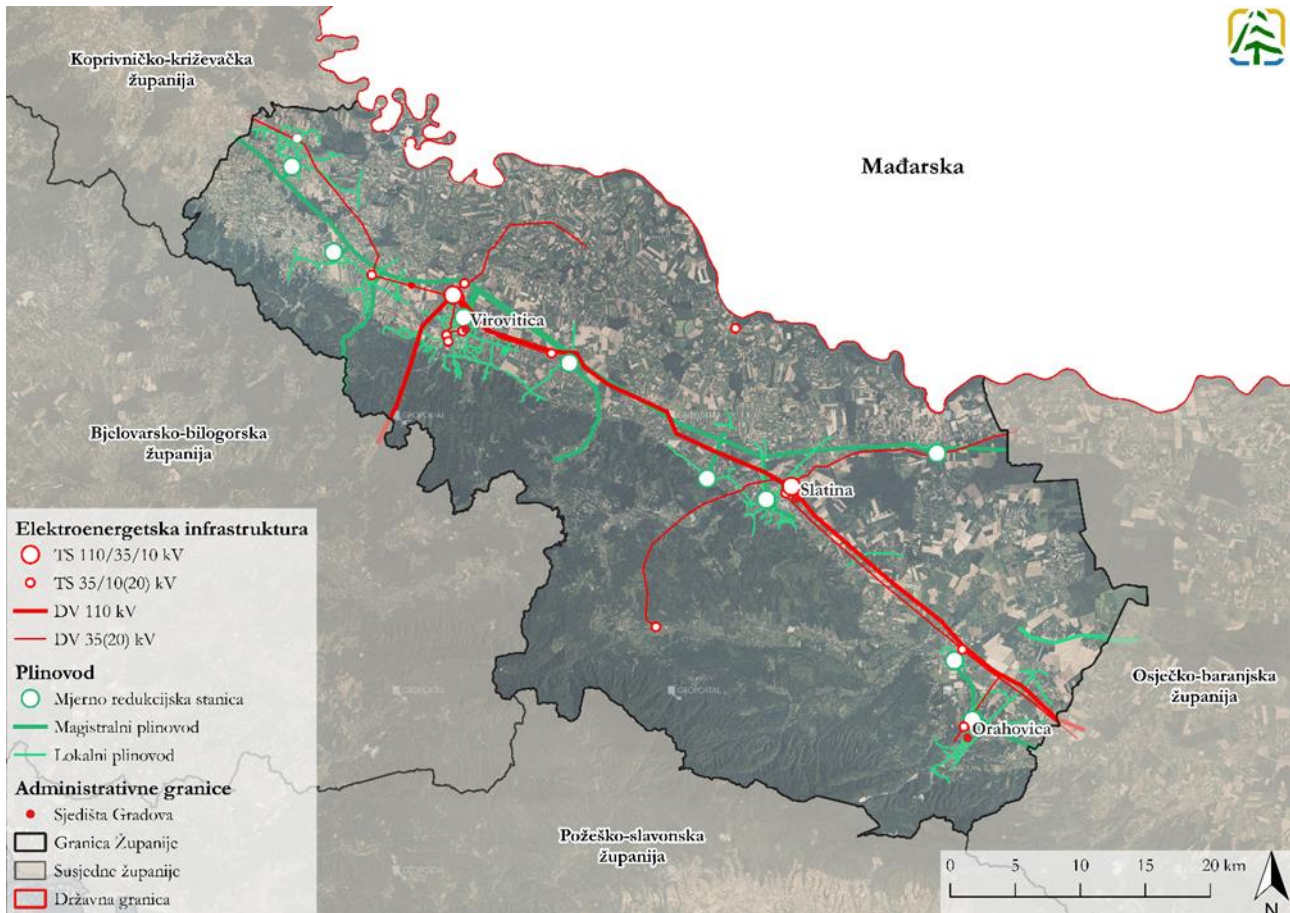 Koprivničko-križevačka
županija
Mađarska
Virovitica
GEOPORTAL
Bjelovarsko-bilogorska
županija
Slatina
GEOPORTAL
Osječko-baranjska
županija
Orahovica
Požeško-slavonska
županija
Elektroenergetska infrastruktura
TS 110/35/10 kV
TS 35/10(20) kV
DV 110 kV
DV 35(20) kV
Plinovod
Mjerno redukcijska stanica
Magistralni plinovod
Lokalni plinovod
Administrativne granice
Sjedišta Gradova
Granica Županije
Susjedne županije
Državna granica
0 5 10 15 20 km
N